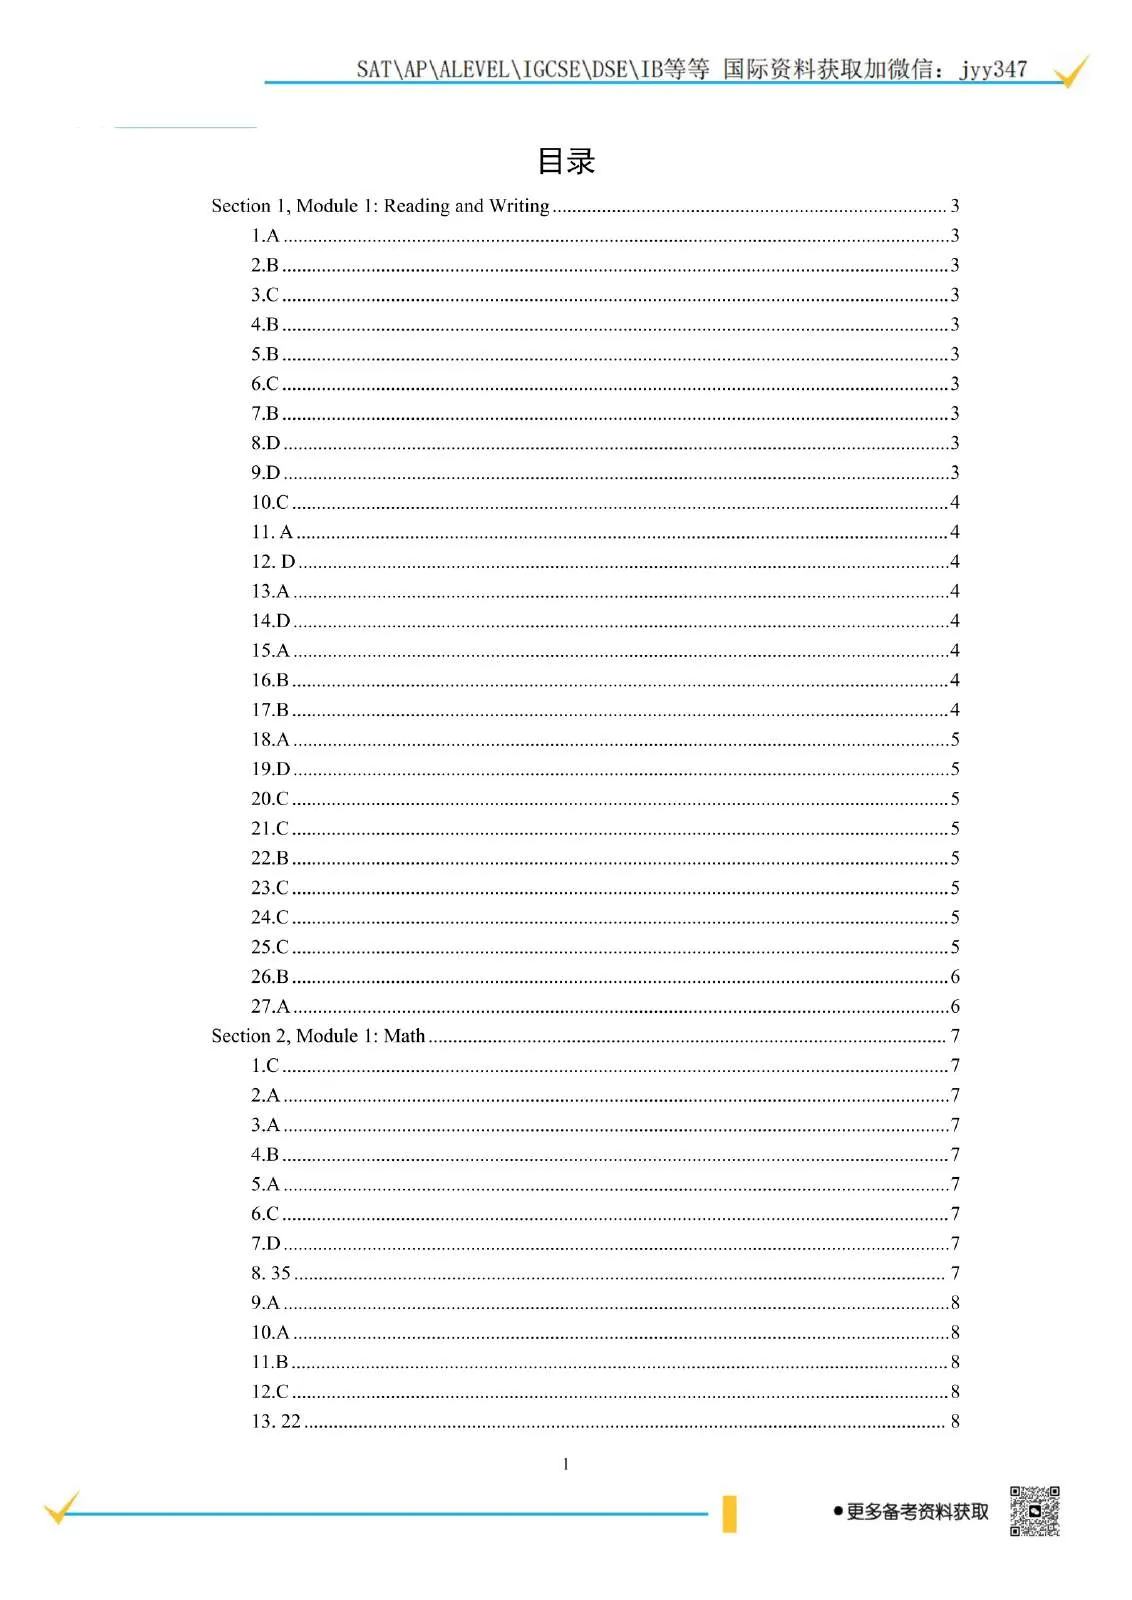 SAT\AP\ALEVEL\IGCSE\DSE\IB等等 国际资料获取加微信：jyy347
目录
Section 1, Module 1: Reading and Writing........................................ 3
1.A........................................3
2.B........................................3
3.C........................................3
4.B........................................3
5.B........................................3
6.C........................................3
7.B........................................3
8.D........................................3
9.D........................................3
10.C........................................4
11. A........................................4
12. D........................................4
13.A........................................4
14.D........................................4
15.A........................................4
16.B........................................4
17.B........................................4
18.A........................................5
19.D........................................5
20.C........................................5
21.C........................................5
22.B........................................5
23.C........................................5
24.C........................................5
25.C........................................5
26.B........................................6
27.A........................................6
Section 2, Module 1: Math........................................ 7
1.C........................................7
2.A........................................7
3.A........................................7
4.B........................................7
5.A........................................7
6.C........................................7
7.D........................................7
8. 35........................................ 7
9.A........................................8
10.A........................................8
11.B........................................8
12.C........................................8
13. 22........................................ 8
1
●更多备考资料获取